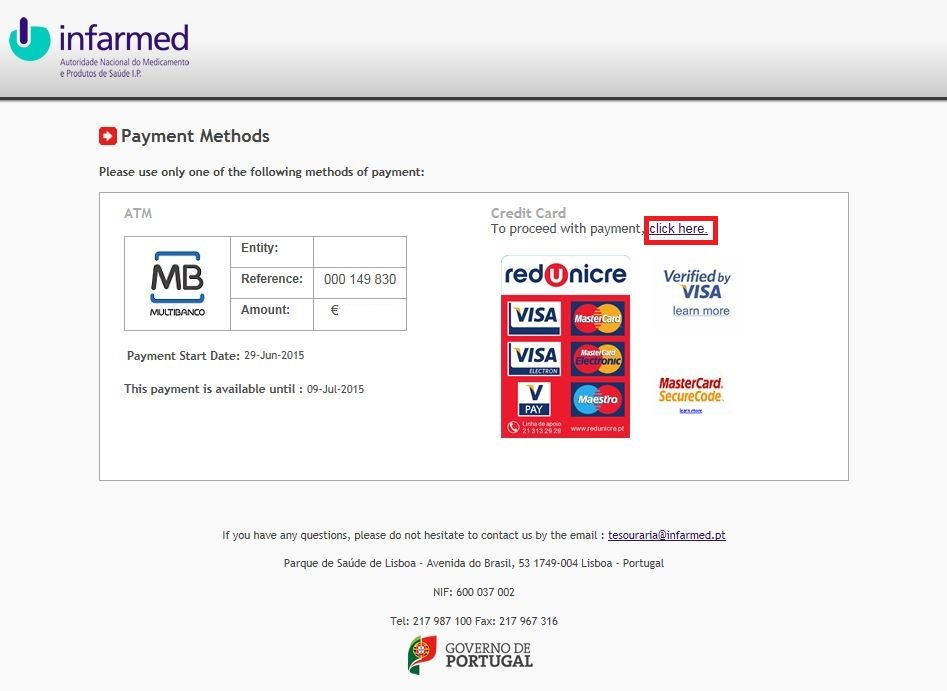 infarmed
Autoridade Nacional do Medicamento
e Produtos de Saúde I.P.
Payment Methods
Please use only one of the following methods of payment:
ATM
MB
MULTIBANCO
Entity:
Reference: 000 149 830
Amount: €
Payment Start Date: 29-Jun-2015
This payment is available until : 09-Jul-2015
Credit Card
To proceed with payment, click here.
redUnicre
VISA MasterCard
VISA ELECTRON MasterCard Electronic
V PAY Maestro
Linha de apoio
21 313 29 29 www.redunicre.pt
Verified by
VISA
learn more
MasterCard.
SecureCode.
learn more
If you have any questions, please do not hesitate to contact us by the email : tesouraria@infarmed.pt
Parque de Saúde de Lisboa - Avenida do Brasil, 53 1749-004 Lisboa - Portugal
NIF: 600 037 002
Tel: 217 987 100 Fax: 217 967 316
GOVERNO DE
PORTUGAL